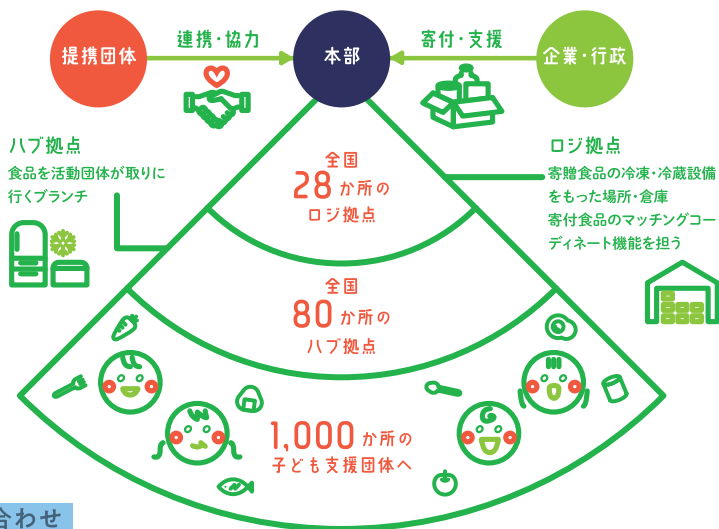 提携団体
連携・協力
本部
寄付・支援
企業・行政
ハブ拠点
食品を活動団体が取りに
行くブランチ
ロジ拠点
寄贈食品の冷凍・冷蔵設備
をもった場所・倉庫
寄付食品のマッチングコー
ディネート機能を担う
全国
28か所の
ロジ拠点
全国
80か所の
ハブ拠点
1,000か所の
子ども支援団体へ
合わせ